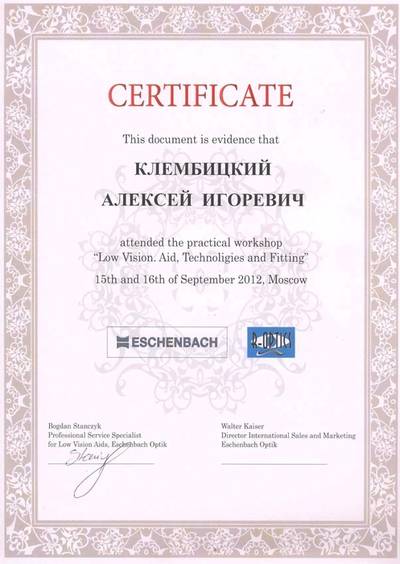 CERTIFICATE
This document is evidence that
КЛЕМБИЦКИЙ
АЛЕКСЕЙ ИГОРЕВИЧ
attended the practical workshop
"Low Vision. Aid, Technoligies and Fitting"
15th and 16th of September 2012, Moscow
ESCHENBACH
R-OPTICS
Bogdan Stanczyk
Professional Service Specialist
for Low Vision Aids, Eschenbach Optik
Walter Kaiser
Director International Sales and Marketing
Eschenbach Optik